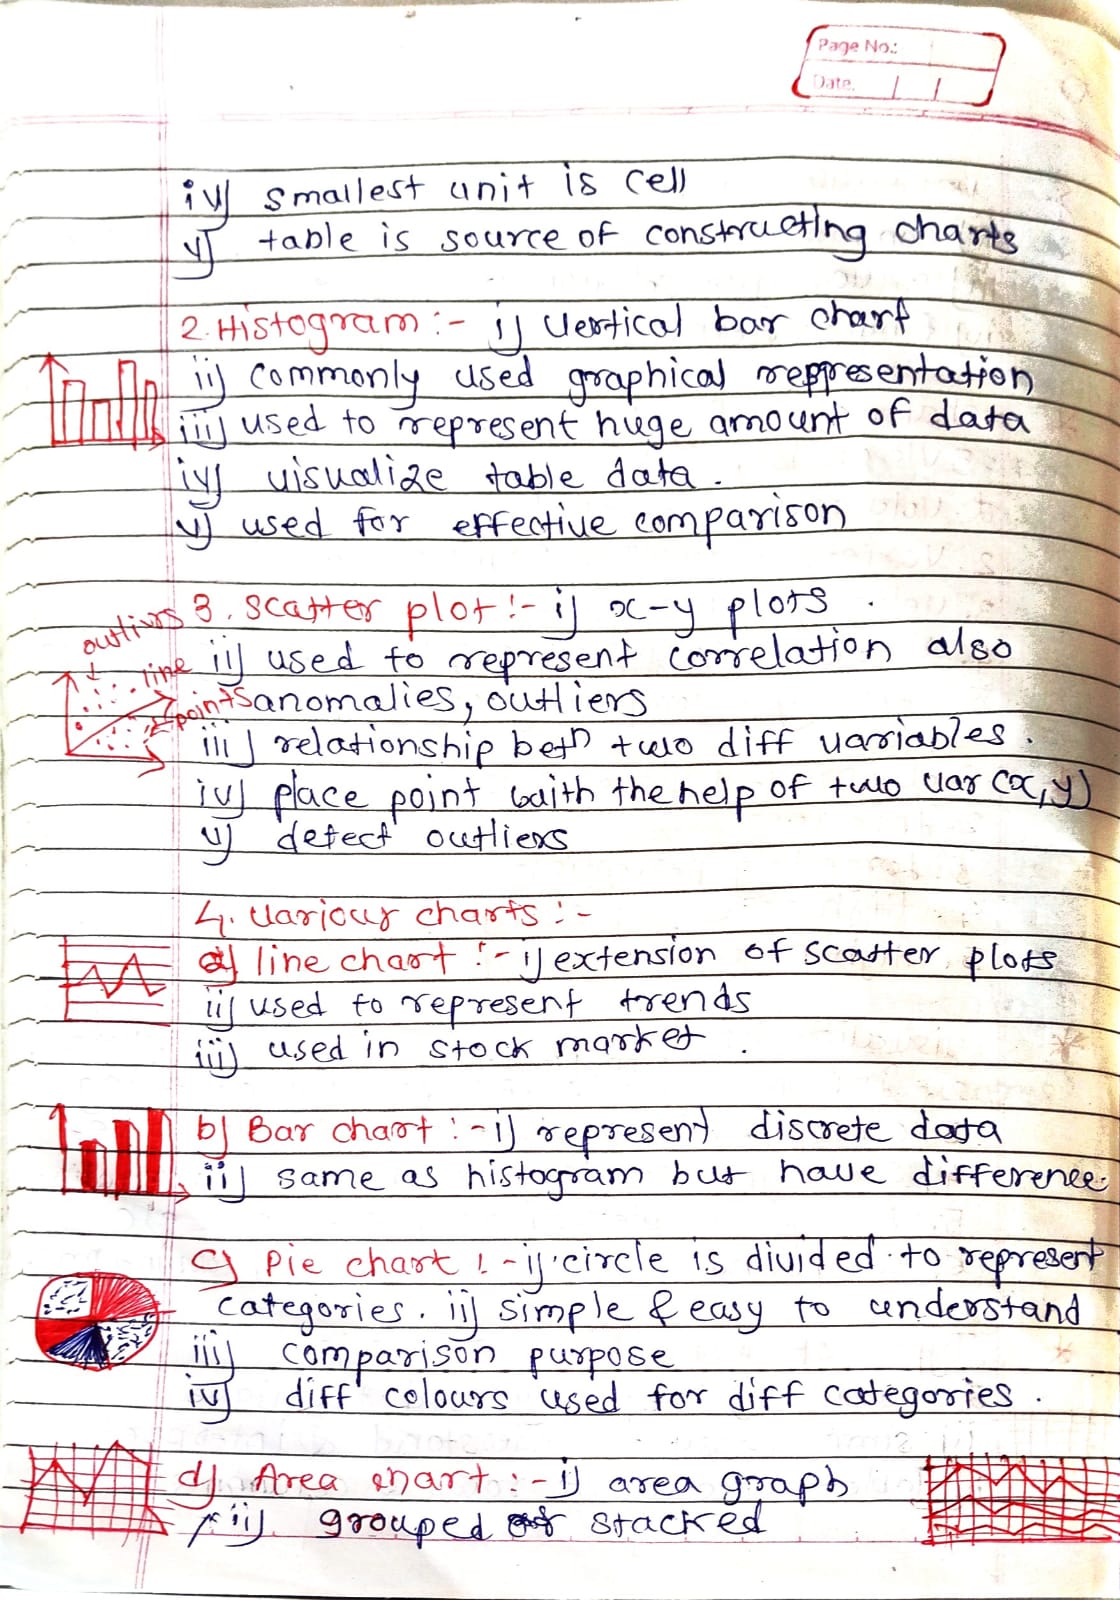 Page No.:
Date. / /
iv) smallest unit is cell
v) table is source of constructing charts
2. Histogram :- i) Vertical bar chart
ii) commonly used graphical reppresentation
iii) used to represent huge amount of data
iv) visualize table data.
v) used for effective comparison
3. Scatter plot :- i) x-y plots.
outliurs
line
points
ii) used to represent correlation also
anomalies, outliers
iii) relationship betn two diff variables.
iv) place point waith the help of two var (x,y)
v) detect outliers
4. Various charts :-
a) line chart :- i) extension of scatter plots
ii) used to represent trends
iii) used in stock market.
b) Bar chart :- i) represent discrete data
ii) same as histogram but have difference.
c) Pie chart :- i) circle is divided to represent
categories. ii) simple & easy to understand
iii) comparison purpose
iv) diff colours used for diff categories.
d) Area chart :- i) area graph
ii) grouped or stacked